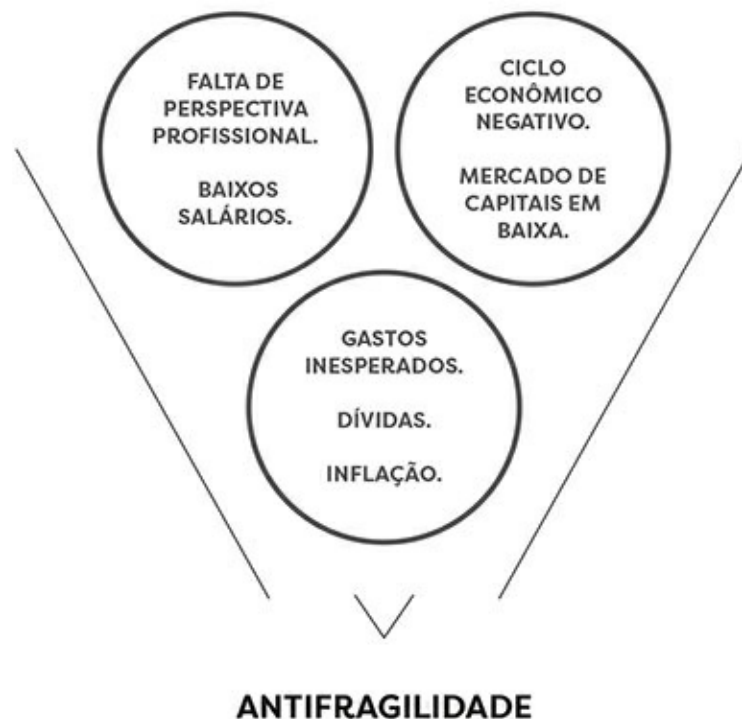 FALTA DE
PERSPECTIVA
PROFISSIONAL.
BAIXOS
SALÁRIOS.
CICLO
ECONÔMICO
NEGATIVO.
MERCADO DE
CAPITAIS EM
BAIXA.
GASTOS
INESPERADOS.
DÍVIDAS.
INFLAÇÃO.
ANTIFRAGILIDADE